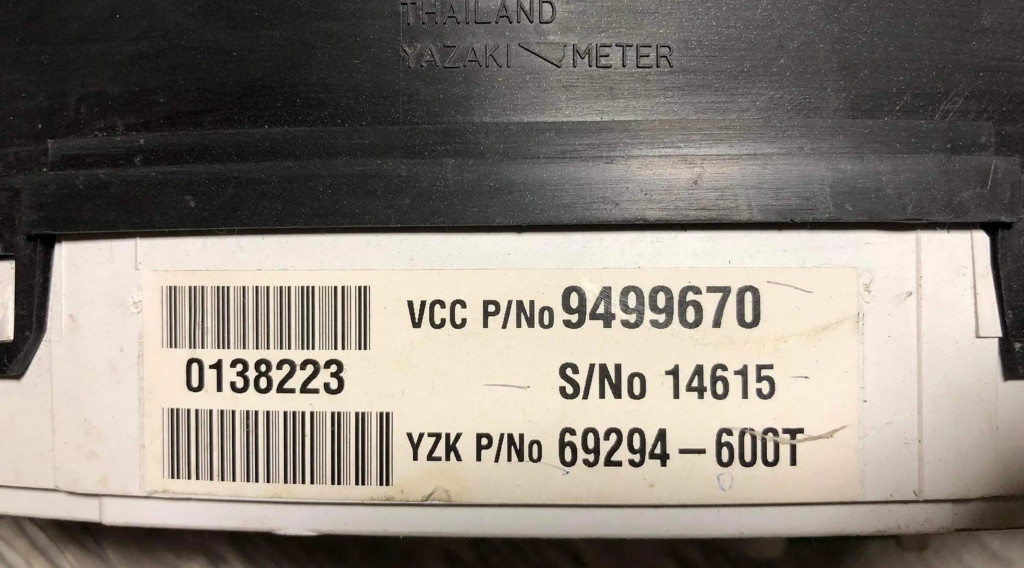 THAILAND
YAZAKI METER
VCC P/No 9499670
0138223
S/No 14615
YZK P/No 69294-600T